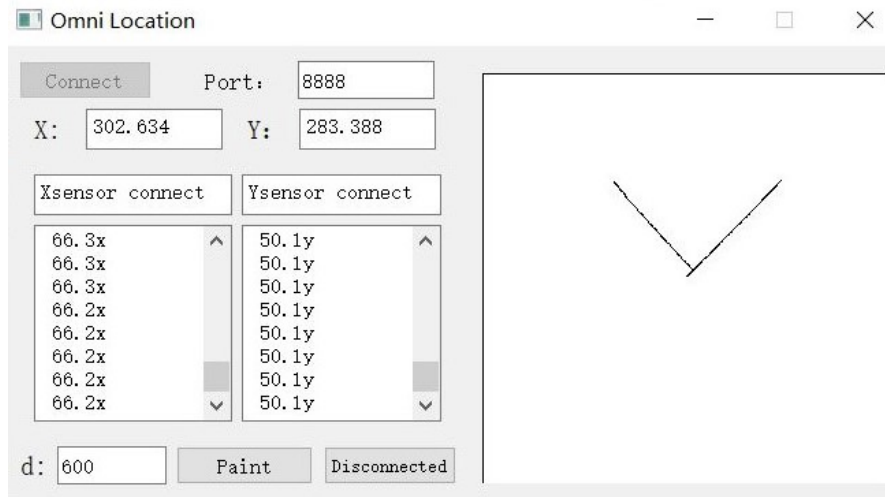 Omni Location
Connect Port: 8888
X: 302.634 Y: 283.388
Xsensor connect Ysensor connect
66.3x 50.1y
66.3x 50.1y
66.3x 50.1y
66.2x 50.1y
66.2x 50.1y
66.2x 50.1y
66.2x 50.1y
66.2x 50.1y
d: 600 Paint Disconnected